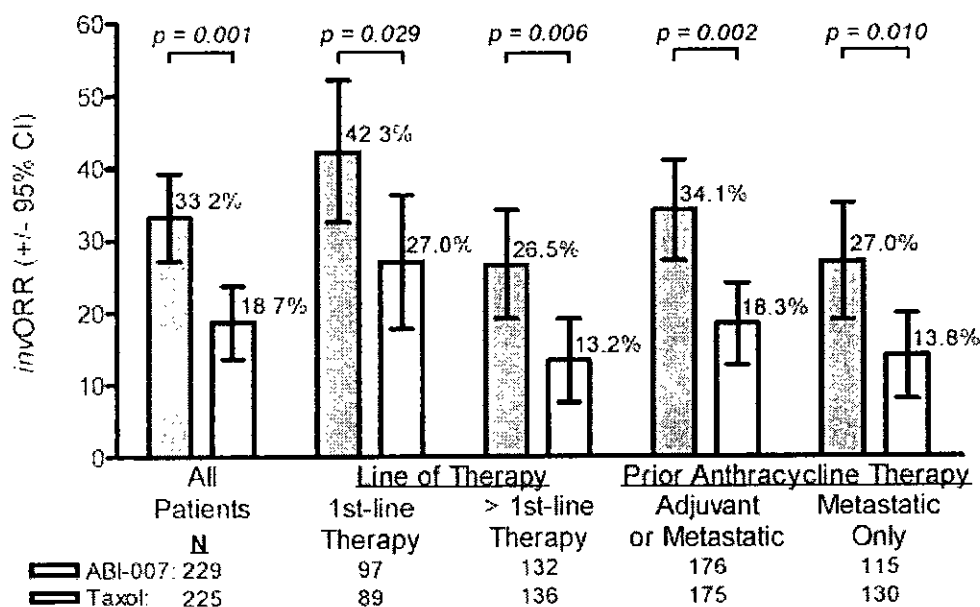 60
50
40
30
20
10
0
invORR (+/- 95% CI)
p = 0.001
p = 0.029
p = 0.006
p = 0.002
p = 0.010
33 2%
18 7%
42 3%
27.0%
26.5%
13.2%
34.1%
18.3%
27.0%
13.8%
All Patients
Line of Therapy
1st-line Therapy
> 1st-line Therapy
Prior Anthracycline Therapy
Adjuvant or Metastatic
Metastatic Only
N
ABI-007: 229 97 132 176 115
Taxol: 225 89 136 175 130